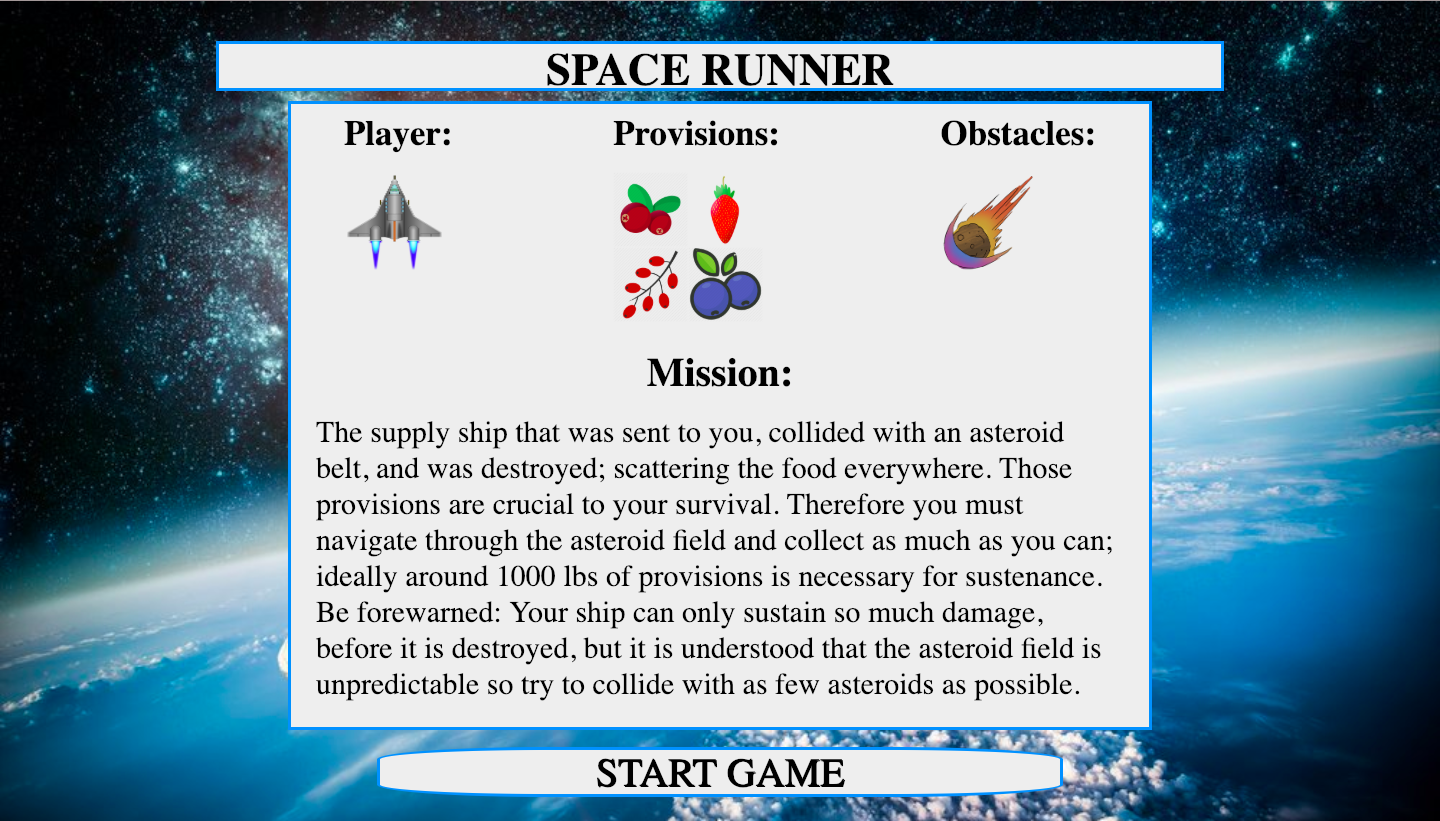 SPACE RUNNER
Player:
Provisions:
Obstacles:
Mission:
The supply ship that was sent to you, collided with an asteroid
belt, and was destroyed; scattering the food everywhere. Those
provisions are crucial to your survival. Therefore you must
navigate through the asteroid field and collect as much as you can;
ideally around 1000 lbs of provisions is necessary for sustenance.
Be forewarned: Your ship can only sustain so much damage,
before it is destroyed, but it is understood that the asteroid field is
unpredictable so try to collide with as few asteroids as possible.
START GAME